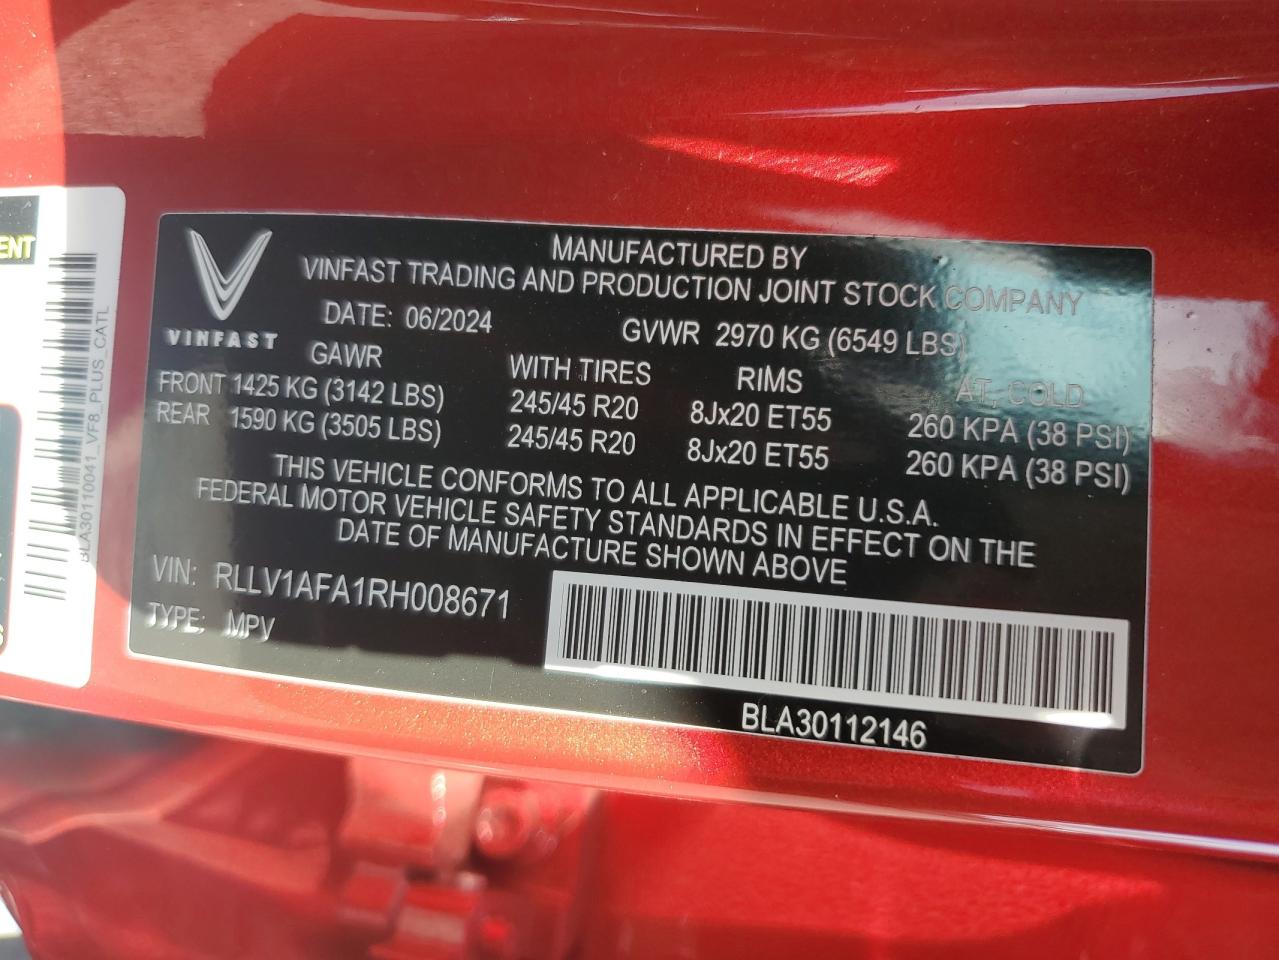 MANUFACTURED BY
VINFAST TRADING AND PRODUCTION JOINT STOCK COMPANY
VINFAST
DATE: 06/2024 GVWR 2970 KG (6549 LBS)
GAWR WITH TIRES RIMS AT, COLD
FRONT 1425 KG (3142 LBS) 245/45 R20 8Jx20 ET55 260 KPA (38 PSI)
REAR 1590 KG (3505 LBS) 245/45 R20 8Jx20 ET55 260 KPA (38 PSI)
THIS VEHICLE CONFORMS TO ALL APPLICABLE U.S.A.
FEDERAL MOTOR VEHICLE SAFETY STANDARDS IN EFFECT ON THE
DATE OF MANUFACTURE SHOWN ABOVE
VIN: RLLV1AFA1RH008671
TYPE: MPV
BLA30112146
BLA30110041_VF8_PLUS_CATL